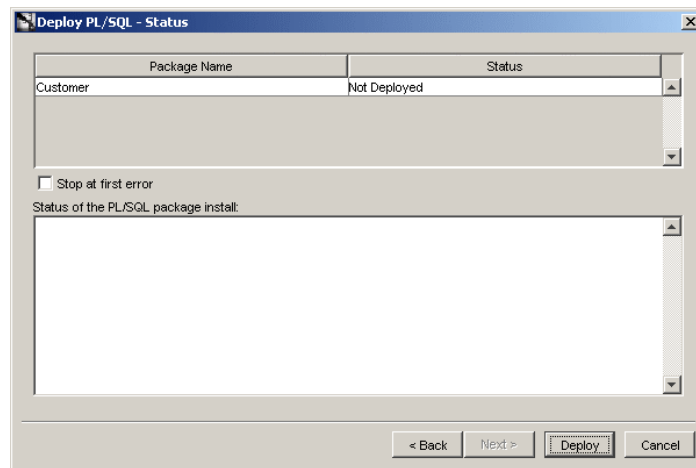 Deploy PL/SQL - Status
Package Name Status
Customer Not Deployed
Stop at first error
Status of the PL/SQL package install:
< Back Next > Deploy Cancel